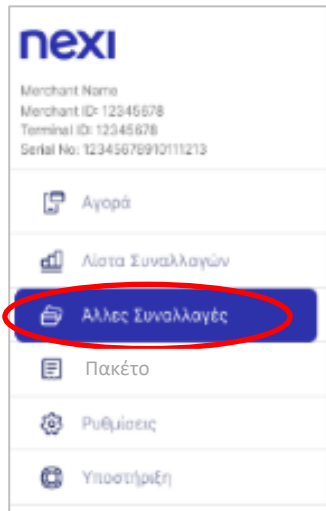 nexi
Merchant Name
Merchant ID: 12345678
Terminal ID: 12345678
Serial No: 12345678910111213
Αγορά
Λίστα Συναλλαγών
Άλλες Συναλλαγές
Πακέτο
Ρυθμίσεις
Υποστήριξη